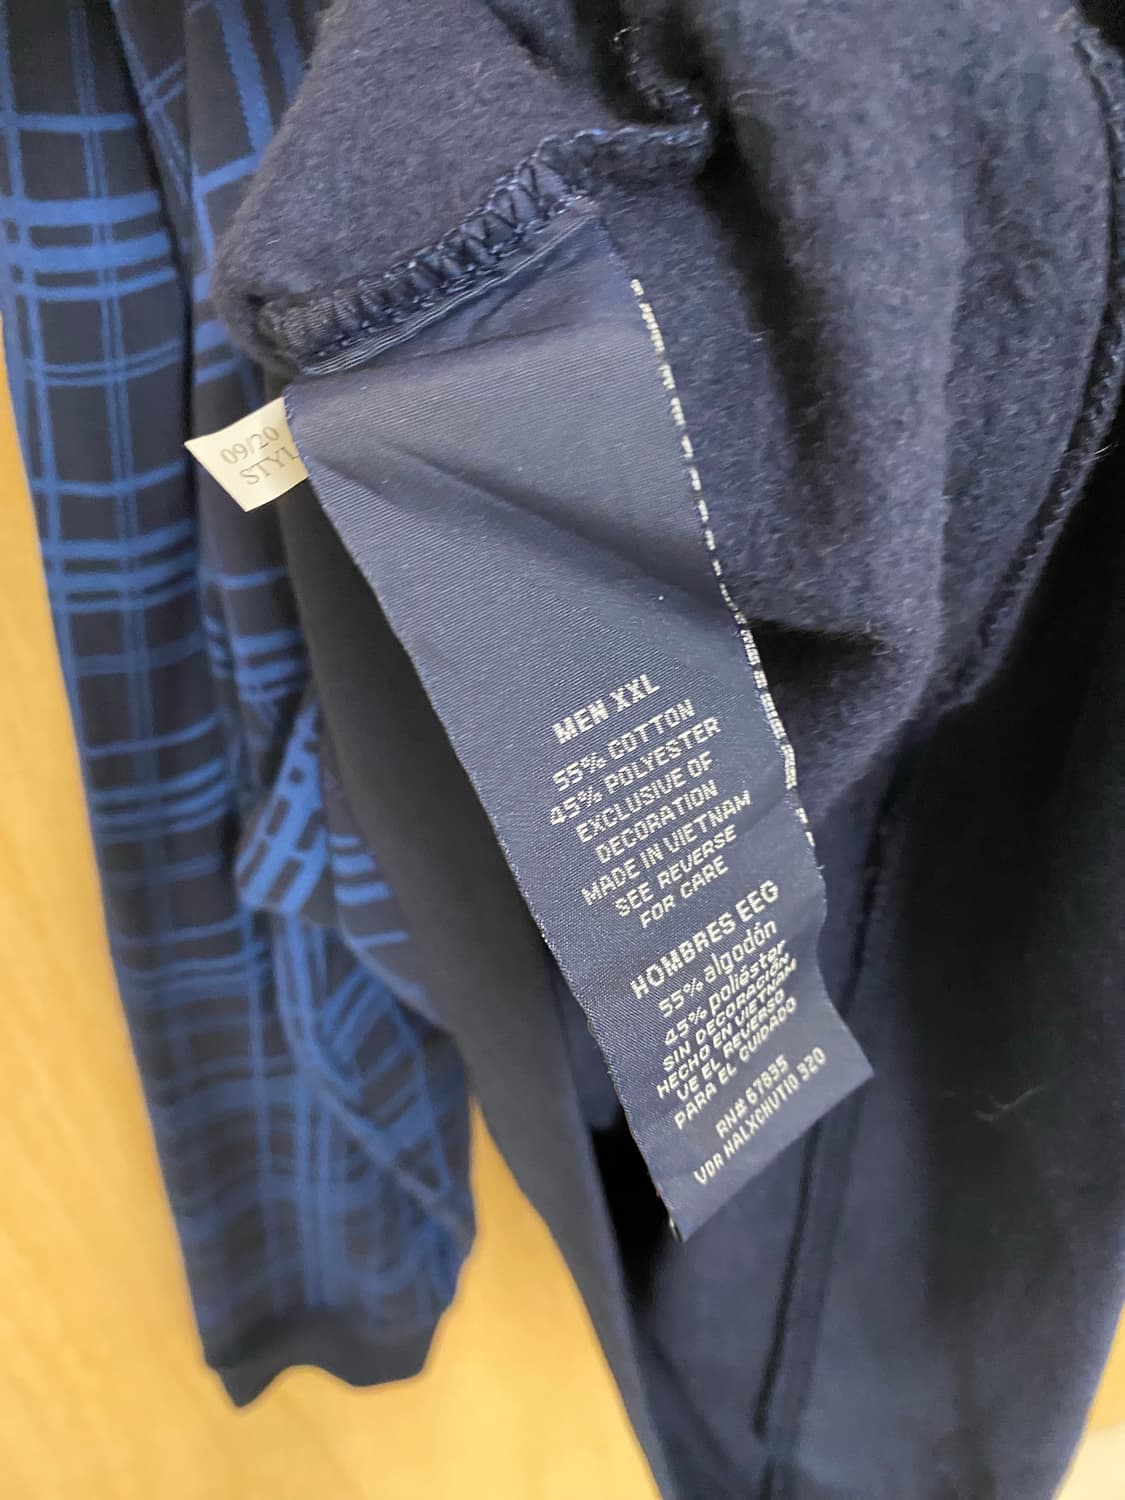 09/20
STYL
MEN XXL
55% COTTON
45% POLYESTER
EXCLUSIVE OF
DECORATION
MADE IN VIETNAM
SEE REVERSE
FOR CARE
HOMBRES EEG
55% algodón
45% poliéster
SIN DECORACIÓN
HECHO EN VIETNAM
VE EL REVERSO
PARA EL CUIDADO
RN# 67835
VDR NALXCHUTIO 320